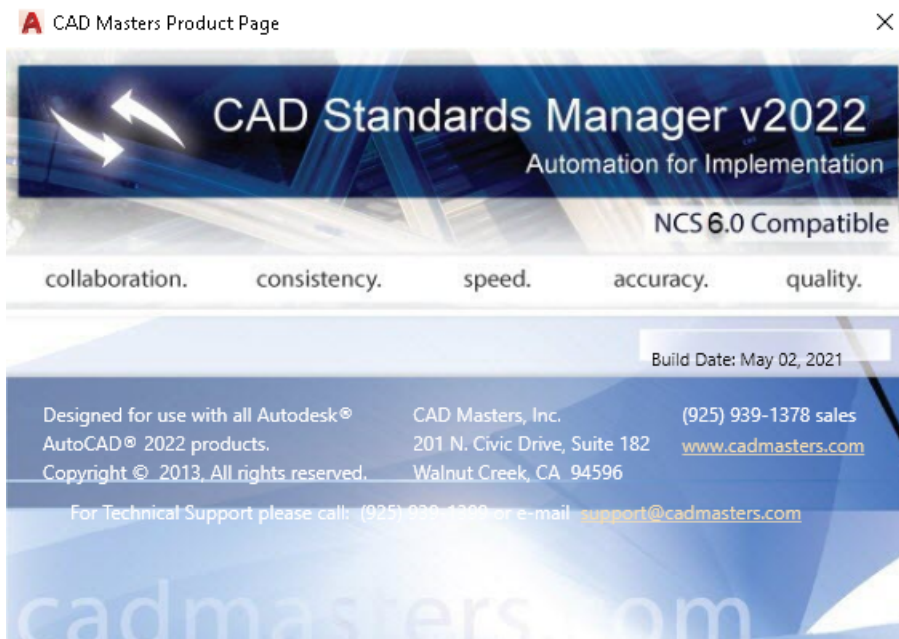 CAD Masters Product Page
CAD Standards Manager v2022
Automation for Implementation
NCS 6.0 Compatible
collaboration. consistency. speed. accuracy. quality.
Build Date: May 02, 2021
Designed for use with all Autodesk® CAD Masters, Inc. (925) 939-1378 sales
AutoCAD® 2022 products. 201 N. Civic Drive, Suite 182 www.cadmasters.com
Copyright © 2013, All rights reserved. Walnut Creek, CA 94596
For Technical Support please call: (925) 939-1399 or e-mail support@cadmasters.com
cadmasters.com